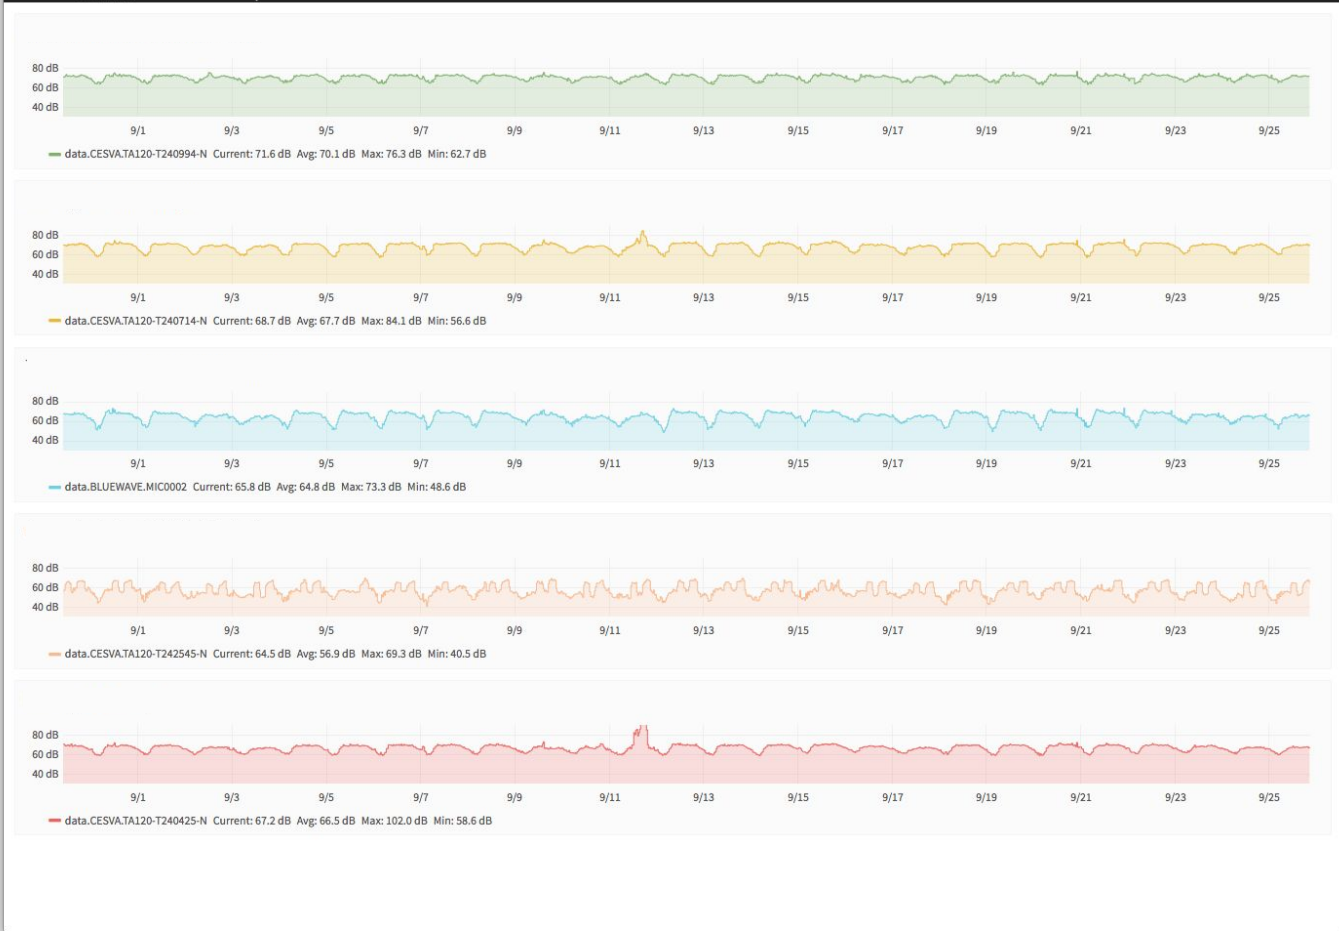 80 dB
60 dB
40 dB
9/1 9/3 9/5 9/7 9/9 9/11 9/13 9/15 9/17 9/19 9/21 9/23 9/25
data.CESVA.TA120-T240994-N Current: 71.6 dB Avg: 70.1 dB Max: 76.3 dB Min: 62.7 dB
80 dB
60 dB
40 dB
9/1 9/3 9/5 9/7 9/9 9/11 9/13 9/15 9/17 9/19 9/21 9/23 9/25
data.CESVA.TA120-T240714-N Current: 68.7 dB Avg: 67.7 dB Max: 84.1 dB Min: 56.6 dB
80 dB
60 dB
40 dB
9/1 9/3 9/5 9/7 9/9 9/11 9/13 9/15 9/17 9/19 9/21 9/23 9/25
data.BLUEWAVE.MIC0002 Current: 65.8 dB Avg: 64.8 dB Max: 73.3 dB Min: 48.6 dB
80 dB
60 dB
40 dB
9/1 9/3 9/5 9/7 9/9 9/11 9/13 9/15 9/17 9/19 9/21 9/23 9/25
data.CESVA.TA120-T242545-N Current: 64.5 dB Avg: 56.9 dB Max: 69.3 dB Min: 40.5 dB
80 dB
60 dB
40 dB
9/1 9/3 9/5 9/7 9/9 9/11 9/13 9/15 9/17 9/19 9/21 9/23 9/25
data.CESVA.TA120-T240425-N Current: 67.2 dB Avg: 66.5 dB Max: 102.0 dB Min: 58.6 dB